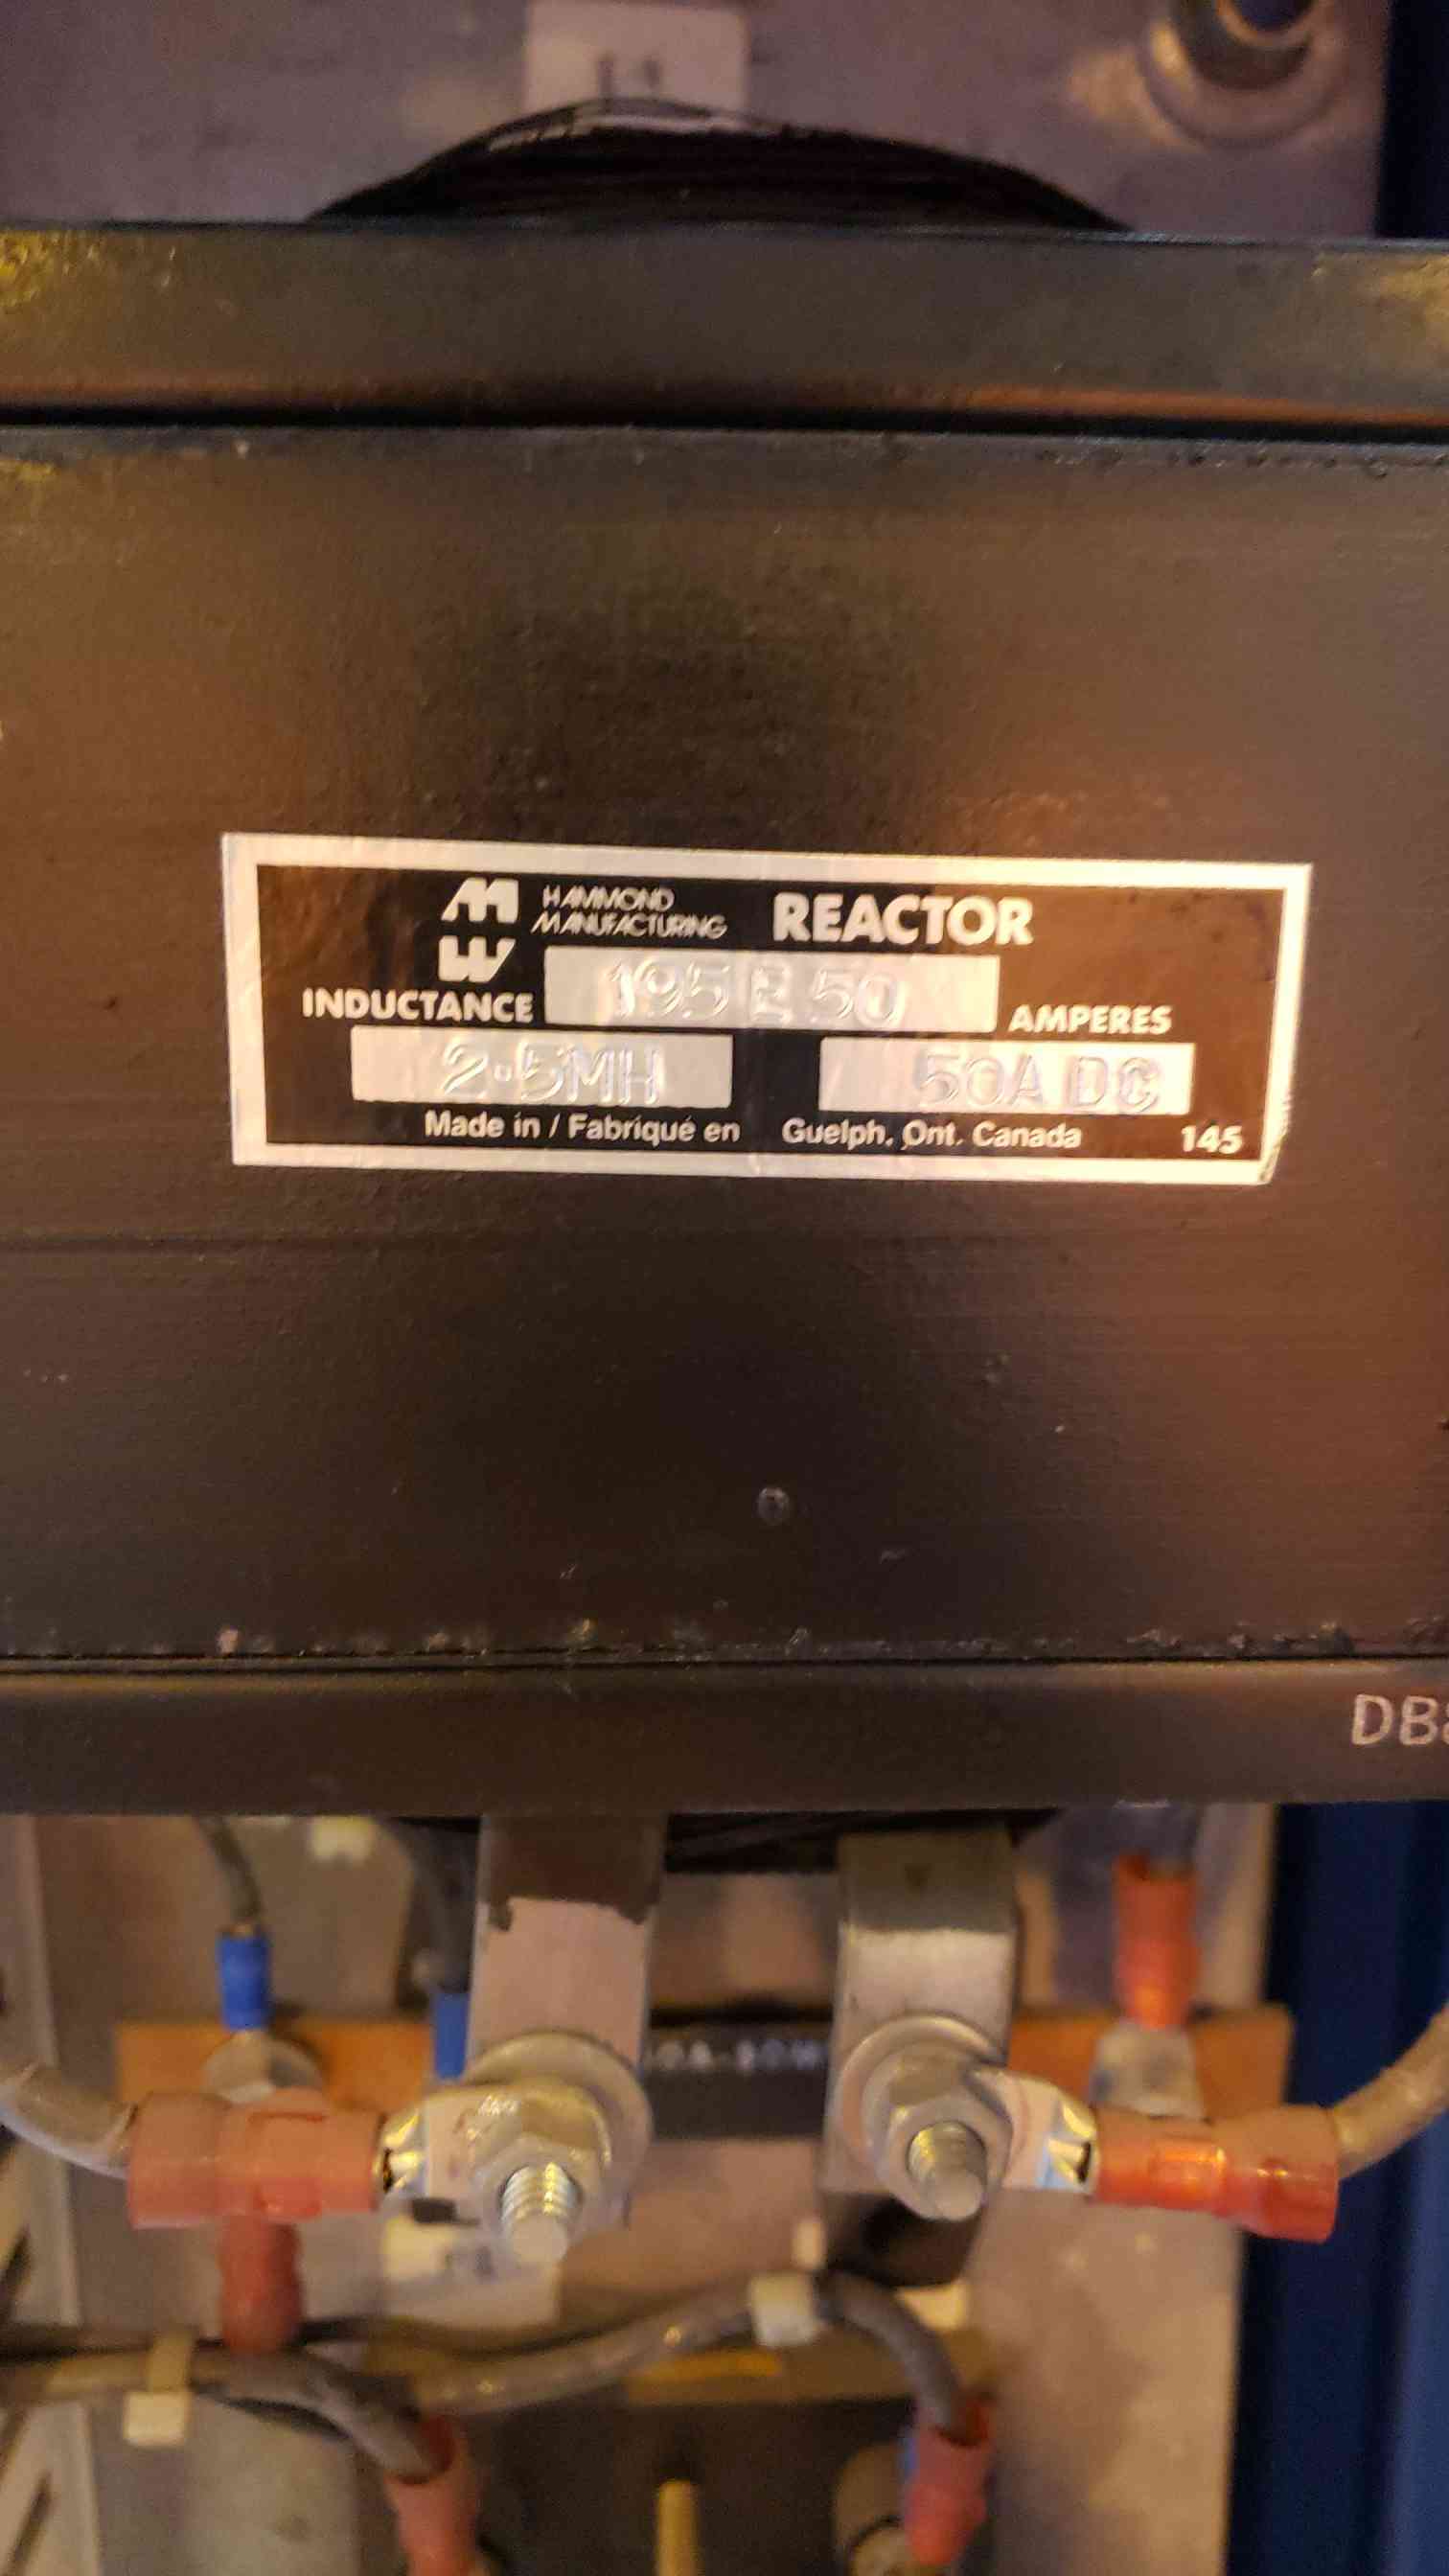 HAMMOND
MANUFACTURING
REACTOR
195E50
INDUCTANCE
AMPERES
2.5MH
50A DC
Made in / Fabriqué en Guelph, Ont. Canada 145